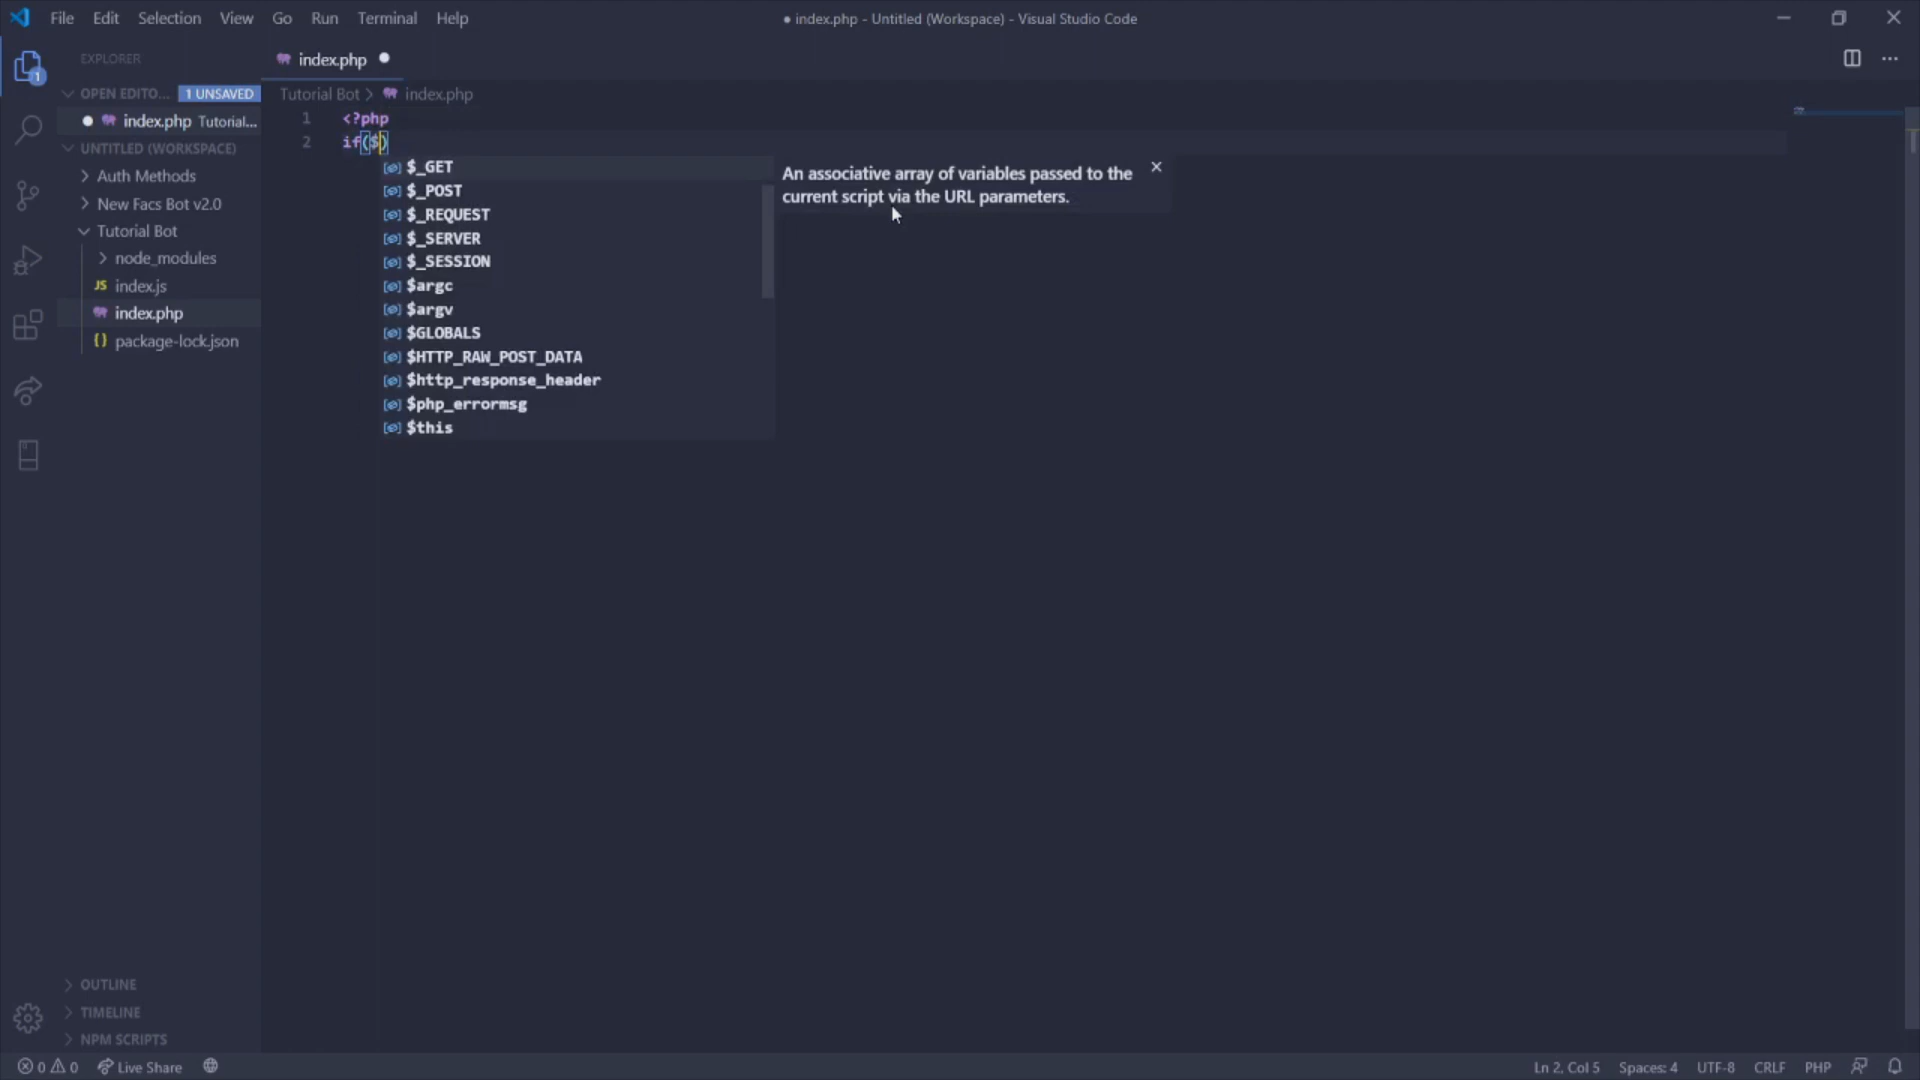 File Edit Selection View Go Run Terminal Help
● index.php - Untitled (Workspace) - Visual Studio Code
EXPLORER
index.php
OPEN EDITO... 1 UNSAVED
index.php Tutorial...
UNTITLED (WORKSPACE)
Auth Methods
New Facs Bot v2.0
Tutorial Bot
node_modules
JS index.js
index.php
{} package-lock.json
OUTLINE
TIMELINE
NPM SCRIPTS
1
Tutorial Bot > index.php
1 <?php
2 if($)
$_GET
$_POST
$_REQUEST
$_SERVER
$_SESSION
$argc
$argv
$GLOBALS
$HTTP_RAW_POST_DATA
$http_response_header
$php_errormsg
$this
An associative array of variables passed to the
current script via the URL parameters.
0 0 Live Share
Ln 2, Col 5 Spaces: 4 UTF-8 CRLF PHP